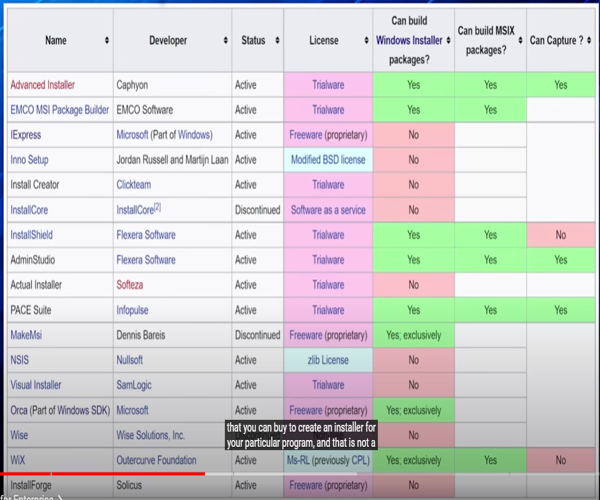 Name Developer Status License Can build Windows Installer packages? Can build MSIX packages? Can Capture ?
Advanced Installer Caphyon Active Trialware Yes Yes Yes
EMCO MSI Package Builder EMCO Software Active Trialware Yes Yes
IExpress Microsoft (Part of Windows) Active Freeware (proprietary) No
Inno Setup Jordan Russell and Martijn Laan Active Modified BSD license No
Install Creator Clickteam Active Trialware No
InstallCore InstallCore[2] Discontinued Software as a service No
InstallShield Flexera Software Active Trialware Yes Yes No
AdminStudio Flexera Software Active Trialware Yes Yes Yes
Actual Installer Softeza Active Trialware No
PACE Suite Infopulse Active Trialware Yes Yes Yes
MakeMsi Dennis Bareis Discontinued Freeware (proprietary) Yes; exclusively
NSIS Nullsoft Active zlib License No
Visual Installer SamLogic Active Trialware No
Orca (Part of Windows SDK) Microsoft Active Freeware (proprietary) Yes; exclusively
that you can buy to create an installer for
Wise Wise Solutions, Inc. No
your particular program, and that is not a
WiX Outercurve Foundation Active Ms-RL (previously CPL) Yes; exclusively Yes No
InstallForge Solicus Active Freeware (proprietary) No
for Enterprise